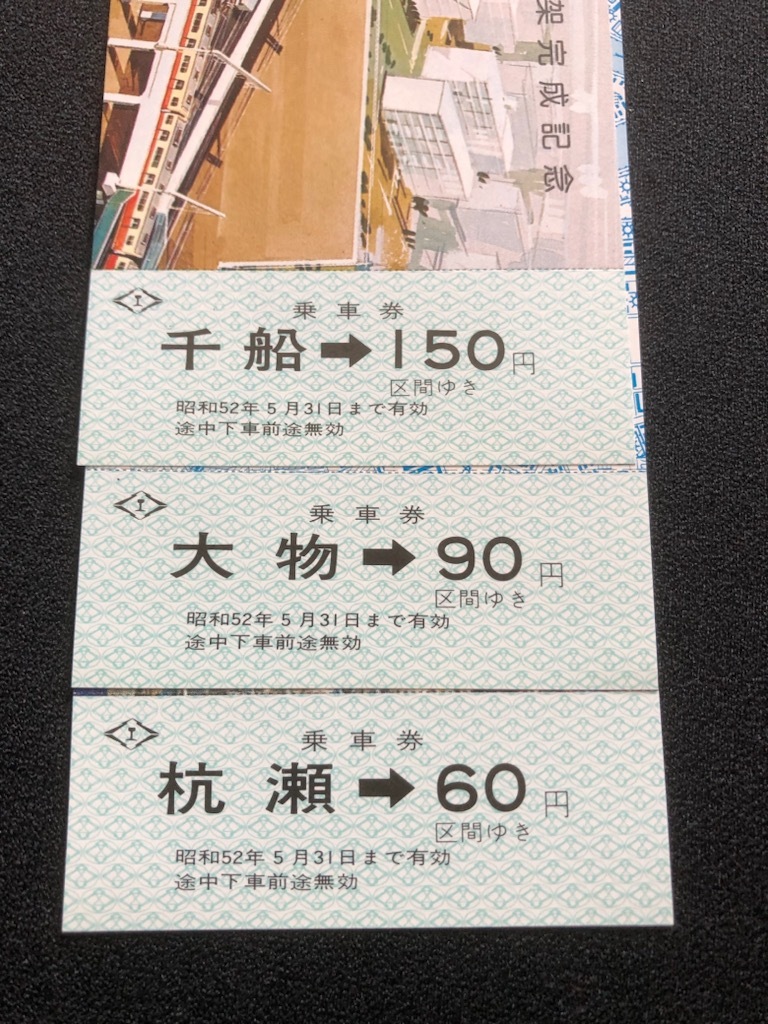 架完成記念
乗車券
千船➡150円
区間ゆき
昭和52年5月31日まで有効
途中下車前途無効
乗車券
大物➡90円
区間ゆき
昭和52年5月31日まで有効
途中下車前途無効
乗車券
杭瀬➡60円
区間ゆき
昭和52年5月31日まで有効
途中下車前途無効